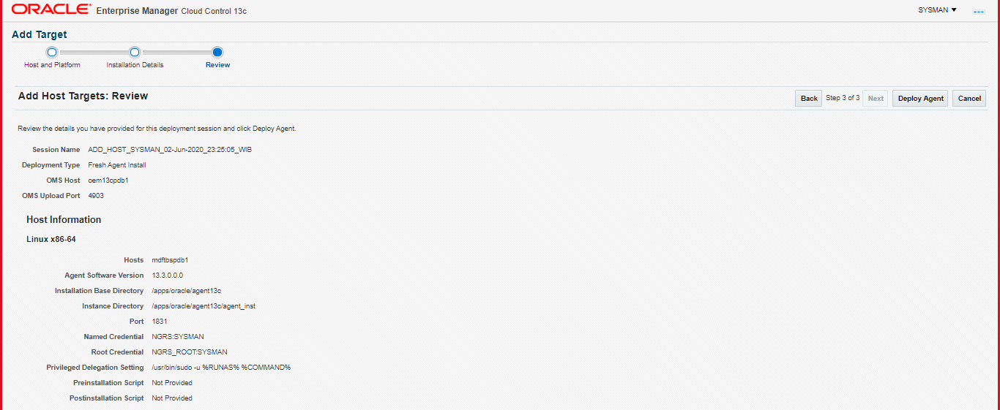 ORACLE Enterprise Manager Cloud Control 13c SYSMAN
Add Target
Host and Platform Installation Details Review
Add Host Targets: Review Back Step 3 of 3 Next Deploy Agent Cancel
Review the details you have provided for this deployment session and click Deploy Agent.
Session Name ADD_HOST_SYSMAN_02-Jun-2020_23:25:05_WIB
Deployment Type Fresh Agent Install
OMS Host oem13cpdb1
OMS Upload Port 4903
Host Information
Linux x86-64
Hosts mdftbspdb1
Agent Software Version 13.3.0.0.0
Installation Base Directory /apps/oracle/agent13c
Instance Directory /apps/oracle/agent13c/agent_inst
Port 1831
Named Credential NGRS:SYSMAN
Root Credential NGRS_ROOT:SYSMAN
Privileged Delegation Setting /usr/bin/sudo -u %RUNAS% %COMMAND%
Preinstallation Script Not Provided
Postinstallation Script Not Provided